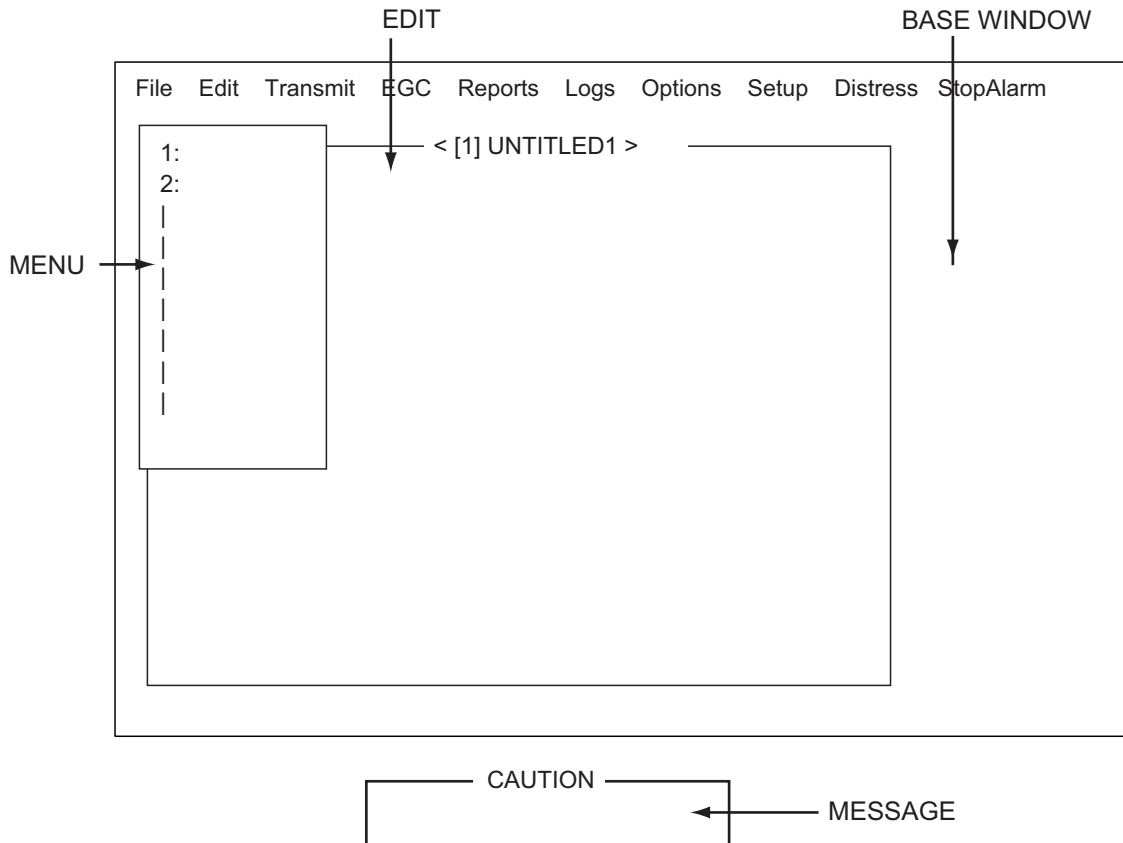 EDIT
BASE WINDOW
File Edit Transmit EGC Reports Logs Options Setup Distress StopAlarm
< [1] UNTITLED1 >
1:
2:
MENU
CAUTION
MESSAGE